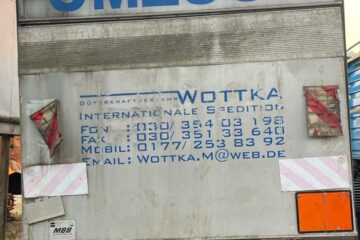 GÜTERKRAFTVERKEHR WOTTKA
INTERNATIONALE SPEDITION
FON : 030/ 354 03 198
FAX : 030/ 351 33 640
MOBIL: 0177/ 253 83 92
EMAIL: WOTTKA.M@WEB.DE
MBB